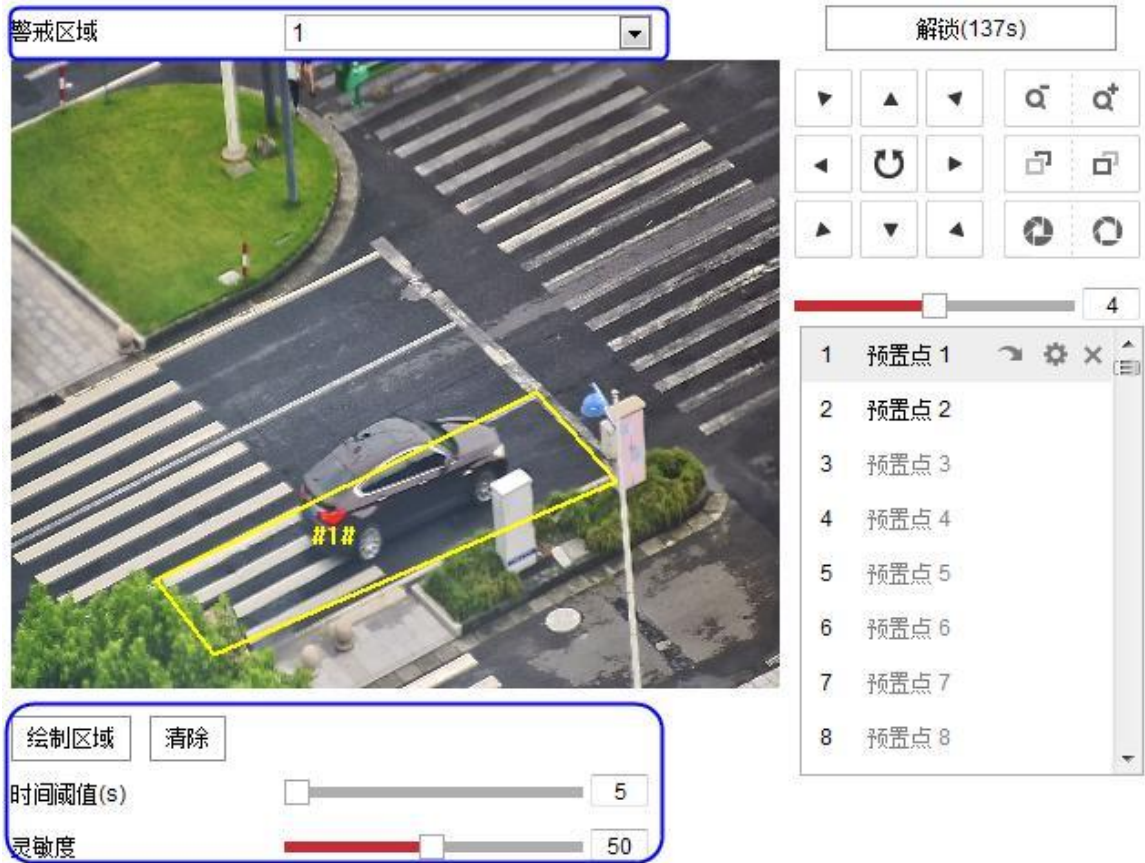 警戒区域 1
解锁(137s)
#1#
4
1 预置点 1
2 预置点 2
3 预置点 3
4 预置点 4
5 预置点 5
6 预置点 6
7 预置点 7
8 预置点 8
绘制区域 清除
时间阈值(s) 5
灵敏度 50